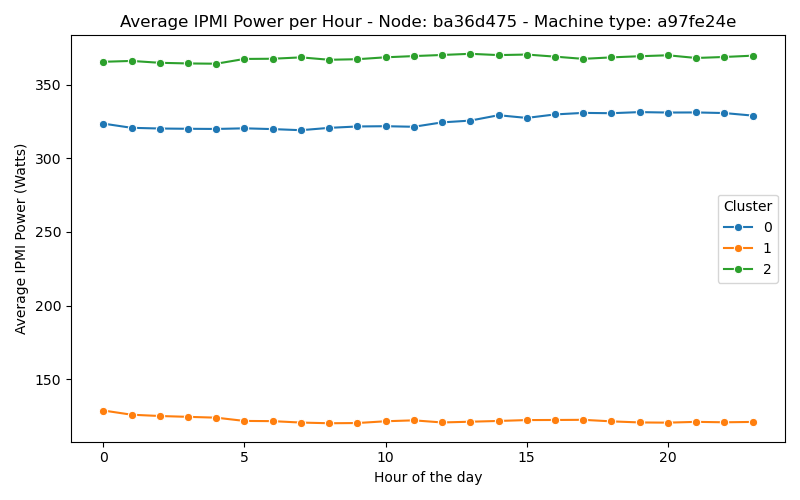 Average IPMI Power per Hour - Node: ba36d475 - Machine type: a97fe24e
Average IPMI Power (Watts)
350
300
250
200
150
0 5 10 15 20
Hour of the day
Cluster
0
1
2